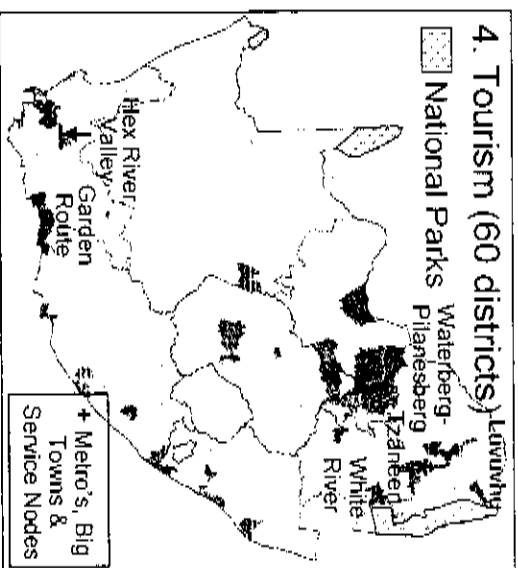 4. Tourism (60 districts)
National Parks
Luvuvhu
Waterberg-
Pilanesberg
Tzaneen
White
River
Hex River
Valley
Garden
Route
+ Metro's, Big
Towns &
Service Nodes